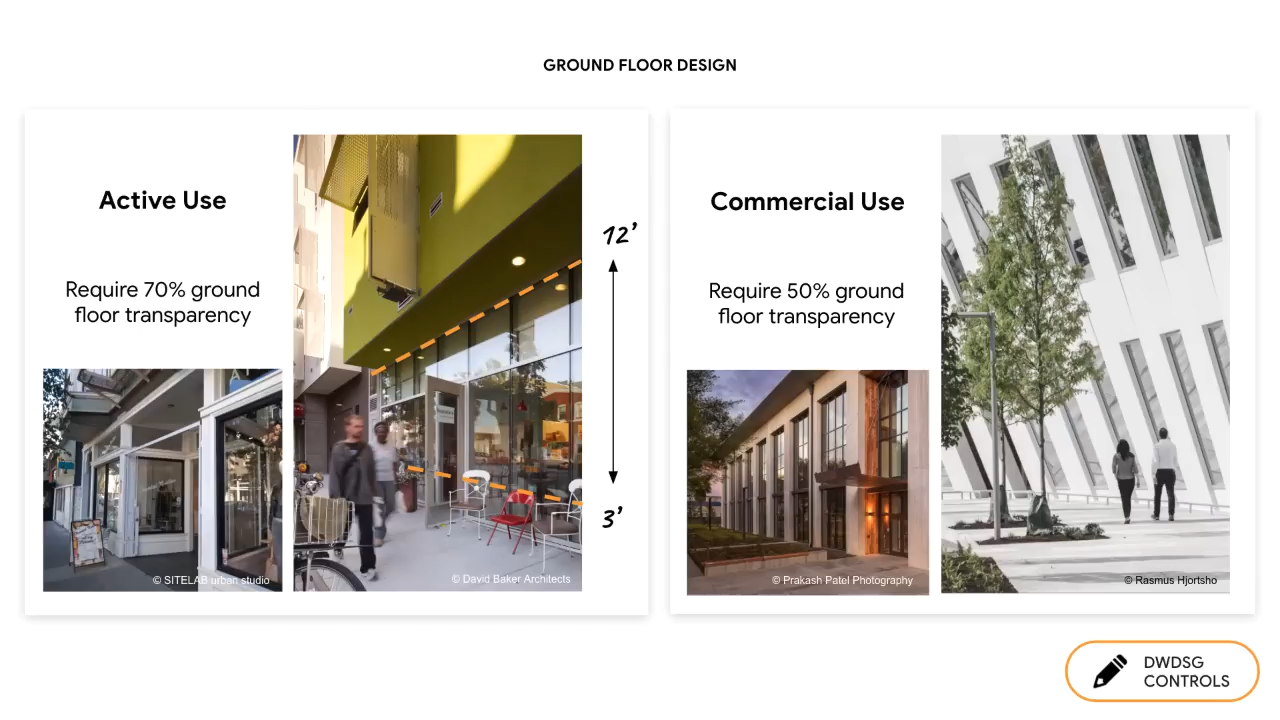 GROUND FLOOR DESIGN
Active Use
Require 70% ground
floor transparency
© SITELAB urban studio
© David Baker Architects
12’
3’
Commercial Use
Require 50% ground
floor transparency
© Prakash Patel Photography
© Rasmus Hjortsho
DWDSG
CONTROLS